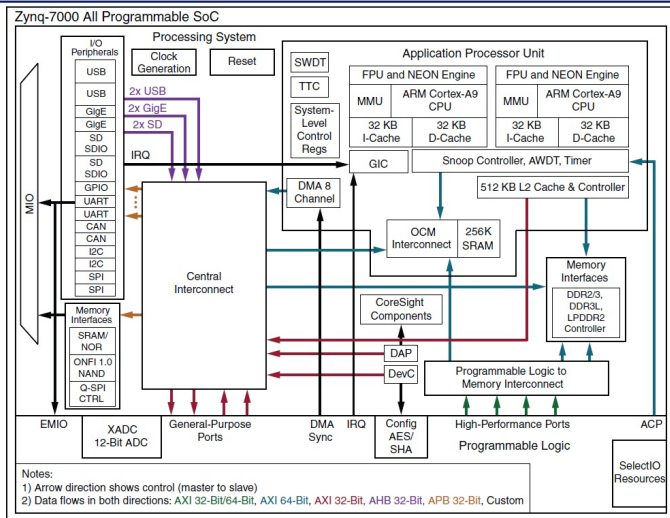 Zynq-7000 All Programmable SoC
I/O
Peripherals
USB
USB
GigE
GigE
SD
SDIO
SD
SDIO
GPIO
UART
UART
CAN
CAN
I2C
I2C
SPI
SPI
MIO
Processing System
Clock
Generation
Reset
2x USB
2x GigE
2x SD
IRQ
SWDT
TTC
System-
Level
Control
Regs
Application Processor Unit
FPU and NEON Engine
MMU
ARM Cortex-A9
CPU
32 KB
I-Cache
32 KB
D-Cache
FPU and NEON Engine
MMU
ARM Cortex-A9
CPU
32 KB
I-Cache
32 KB
D-Cache
GIC
Snoop Controller, AWDT, Timer
512 KB L2 Cache & Controller
DMA 8
Channel
OCM
Interconnect
256K
SRAM
Central
Interconnect
Memory
Interfaces
DDR2/3,
DDR3L,
LPDDR2
Controller
CoreSight
Components
DAP
DevC
Programmable Logic to
Memory Interconnect
Memory
Interfaces
SRAM/
NOR
ONFI 1.0
NAND
Q-SPI
CTRL
EMIO
XADC
12-Bit ADC
General-Purpose
Ports
DMA
Sync
IRQ
Config
AES/
SHA
High-Performance Ports
ACP
Programmable Logic
SelectIO
Resources
Notes:
1) Arrow direction shows control (master to slave)
2) Data flows in both directions: AXI 32-Bit/64-Bit, AXI 64-Bit, AXI 32-Bit, AHB 32-Bit, APB 32-Bit, Custom